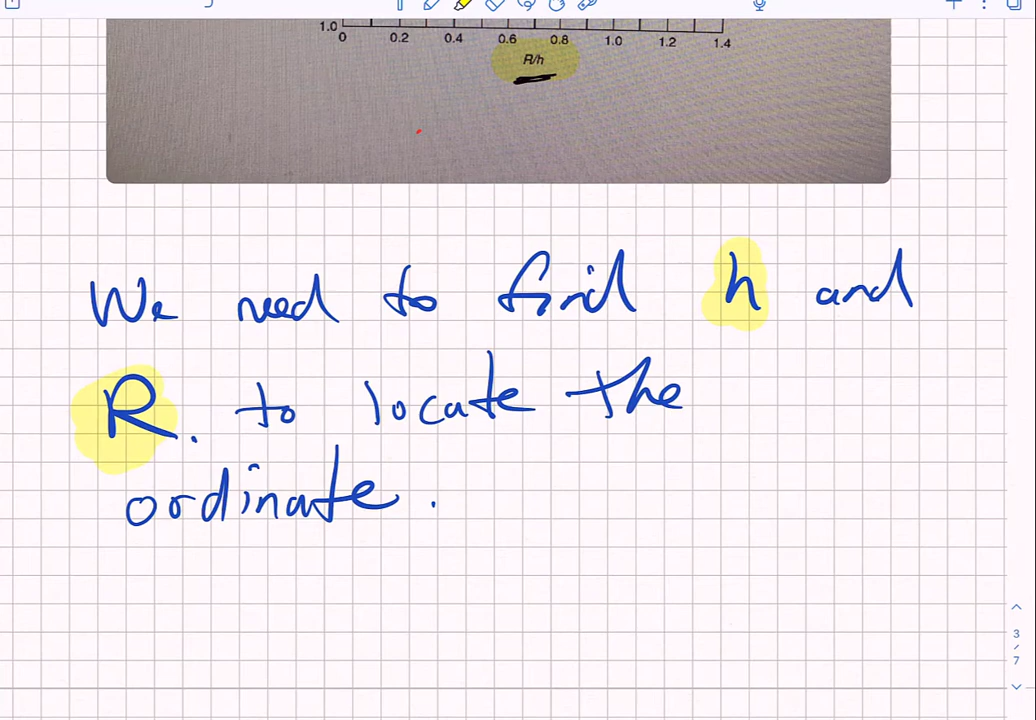 1.0
0 0.2 0.4 0.6 0.8 1.0 1.2 1.4
R/h
We need to find h and
R. to locate the
ordinate.
3
/
7